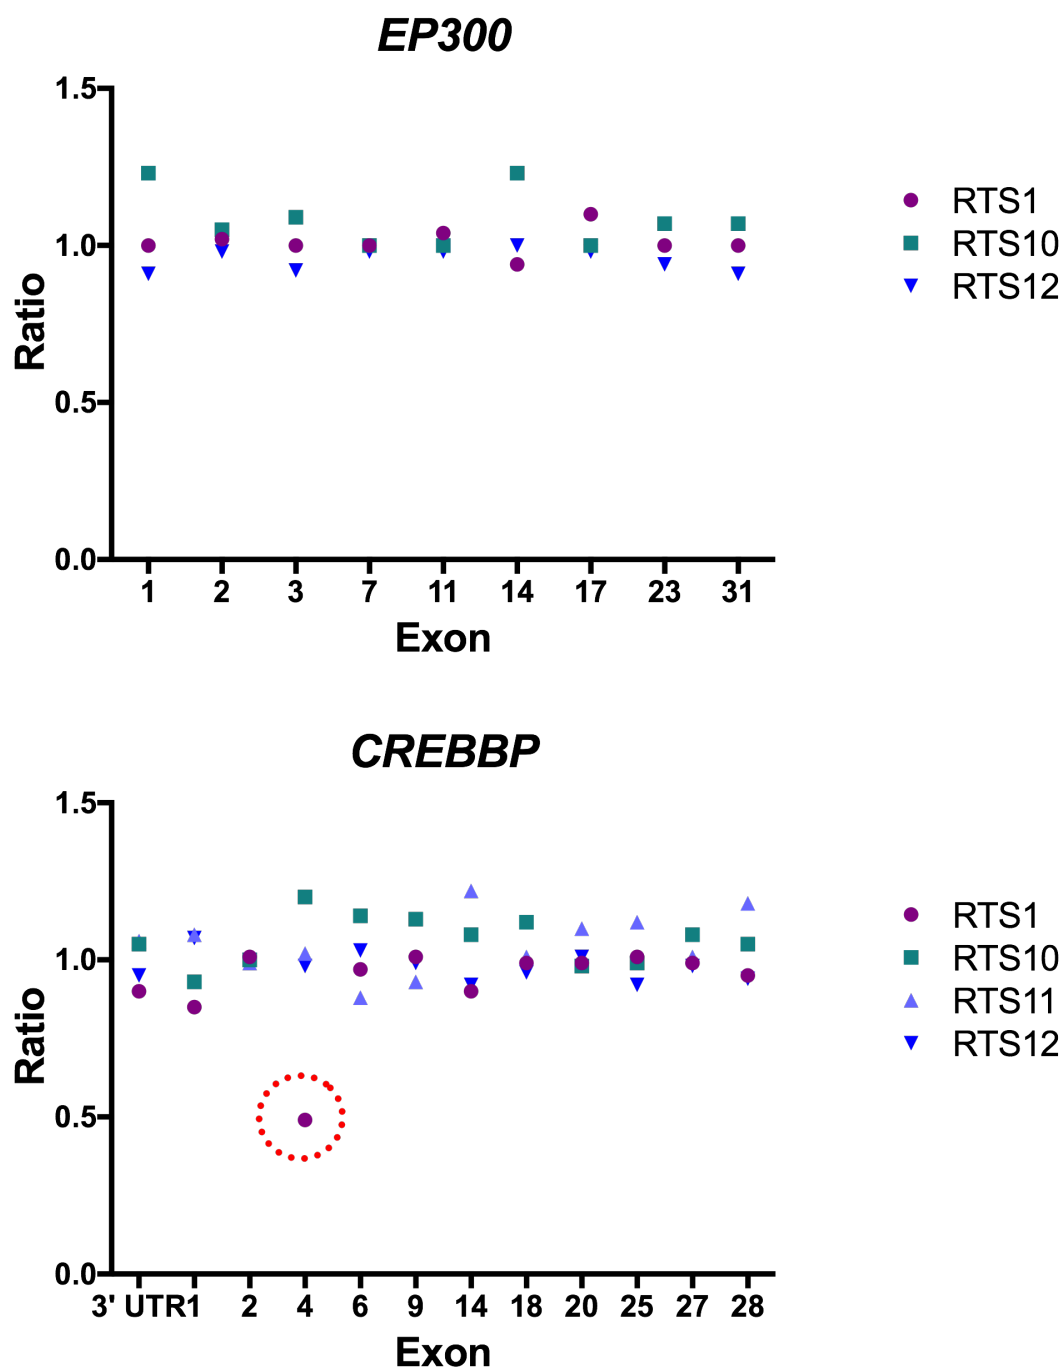 EP300
1.5
1.0
0.5
0.0
Ratio
1 2 3 7 11 14 17 23 31
Exon
RTS1
RTS10
RTS12
CREBBP
1.5
1.0
0.5
0.0
Ratio
3' UTR1 2 4 6 9 14 18 20 25 27 28
Exon
RTS1
RTS10
RTS11
RTS12